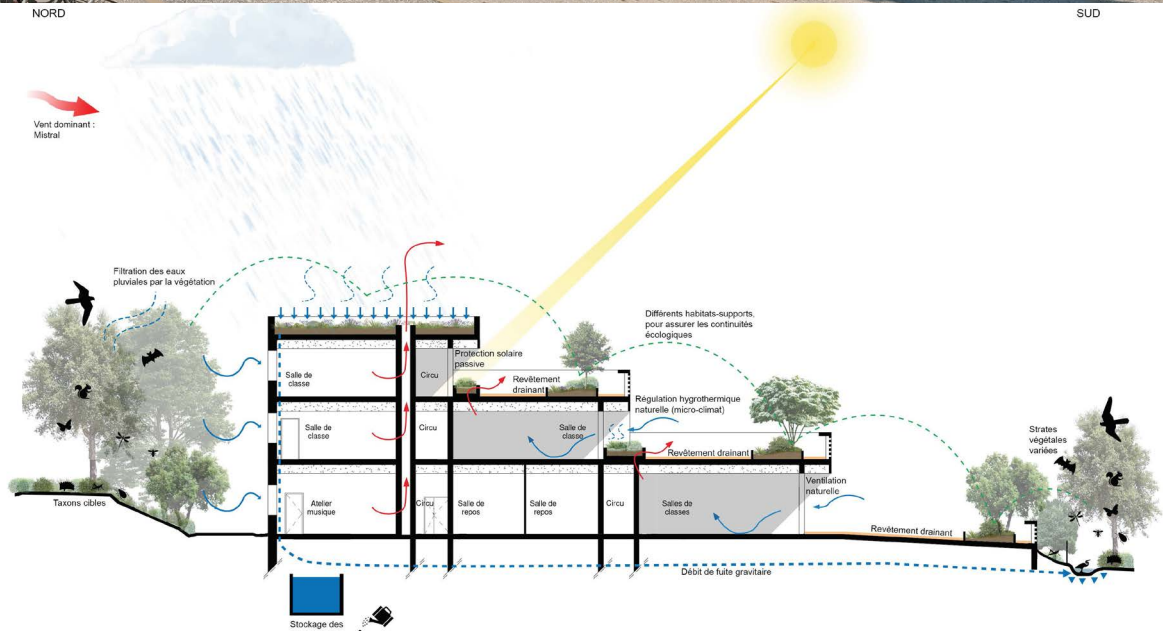 NORD
SUD
Vent dominant :
Mistral
Filtration des eaux
pluviales par la végétation
Différents habitats-supports,
pour assurer les continuités
écologiques
Protection solaire
passive
Salle de
classe
Circu
Revêtement
drainant
Régulation hygrothermique
naturelle (micro-climat)
Salle de
classe
Circu
Salle de
classe
Revêtement drainant
Strates
végétales
variées
Ventilation
naturelle
Taxons cibles
Atelier
musique
Circu
Salle de
repos
Salle de
repos
Circu
Salles de
classes
Revêtement drainant
Débit de fuite gravitaire
Stockage des